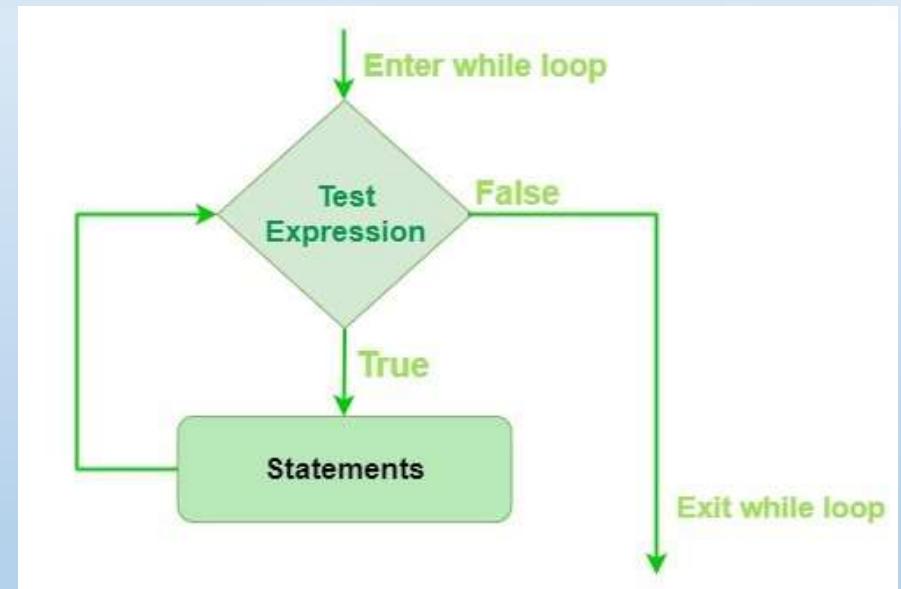 Enter while loop
Test
Expression
False
True
Statements
Exit while loop